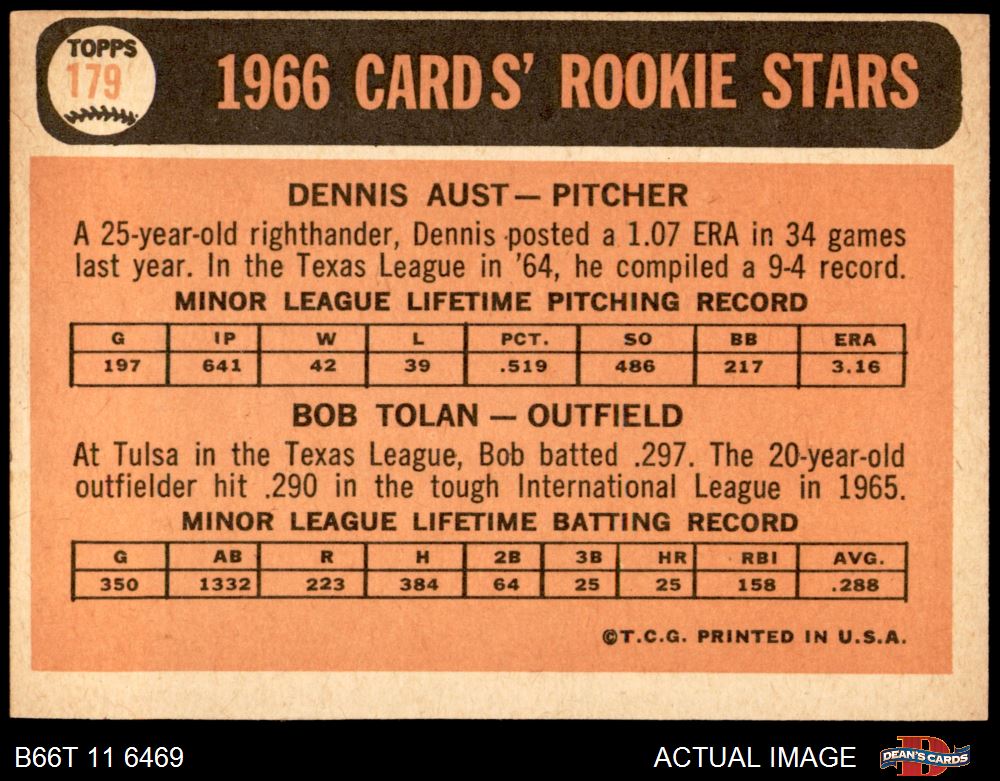 TOPPS
179
1966 CARDS' ROOKIE STARS
DENNIS AUST — PITCHER
A 25-year-old righthander, Dennis posted a 1.07 ERA in 34 games
last year. In the Texas League in '64, he compiled a 9-4 record.
MINOR LEAGUE LIFETIME PITCHING RECORD
G IP W L PCT. SO BB ERA
197 641 42 39 .519 486 217 3.16
BOB TOLAN — OUTFIELD
At Tulsa in the Texas League, Bob batted .297. The 20-year-old
outfielder hit .290 in the tough International League in 1965.
MINOR LEAGUE LIFETIME BATTING RECORD
G AB R H 2B 3B HR RBI AVG.
350 1332 223 384 64 25 25 158 .288
©T.C.G. PRINTED IN U.S.A.
B66T 11 6469
ACTUAL IMAGE
DEAN'S CARDS